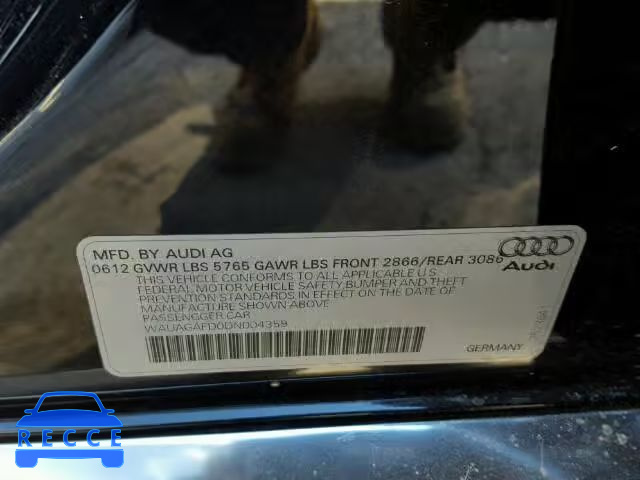 MFD. BY AUDI AG
0612 GVWR LBS 5765 GAWR LBS FRONT 2866/REAR 3086
THIS VEHICLE CONFORMS TO ALL APPLICABLE U.S.
FEDERAL MOTOR VEHICLE SAFETY, BUMPER AND THEFT
PREVENTION STANDARDS IN EFFECT ON THE DATE OF
MANUFACTURE SHOWN ABOVE
PASSENGGER CAR
WAUAGAFD0DN004359
Audi
GERMANY
RECCE